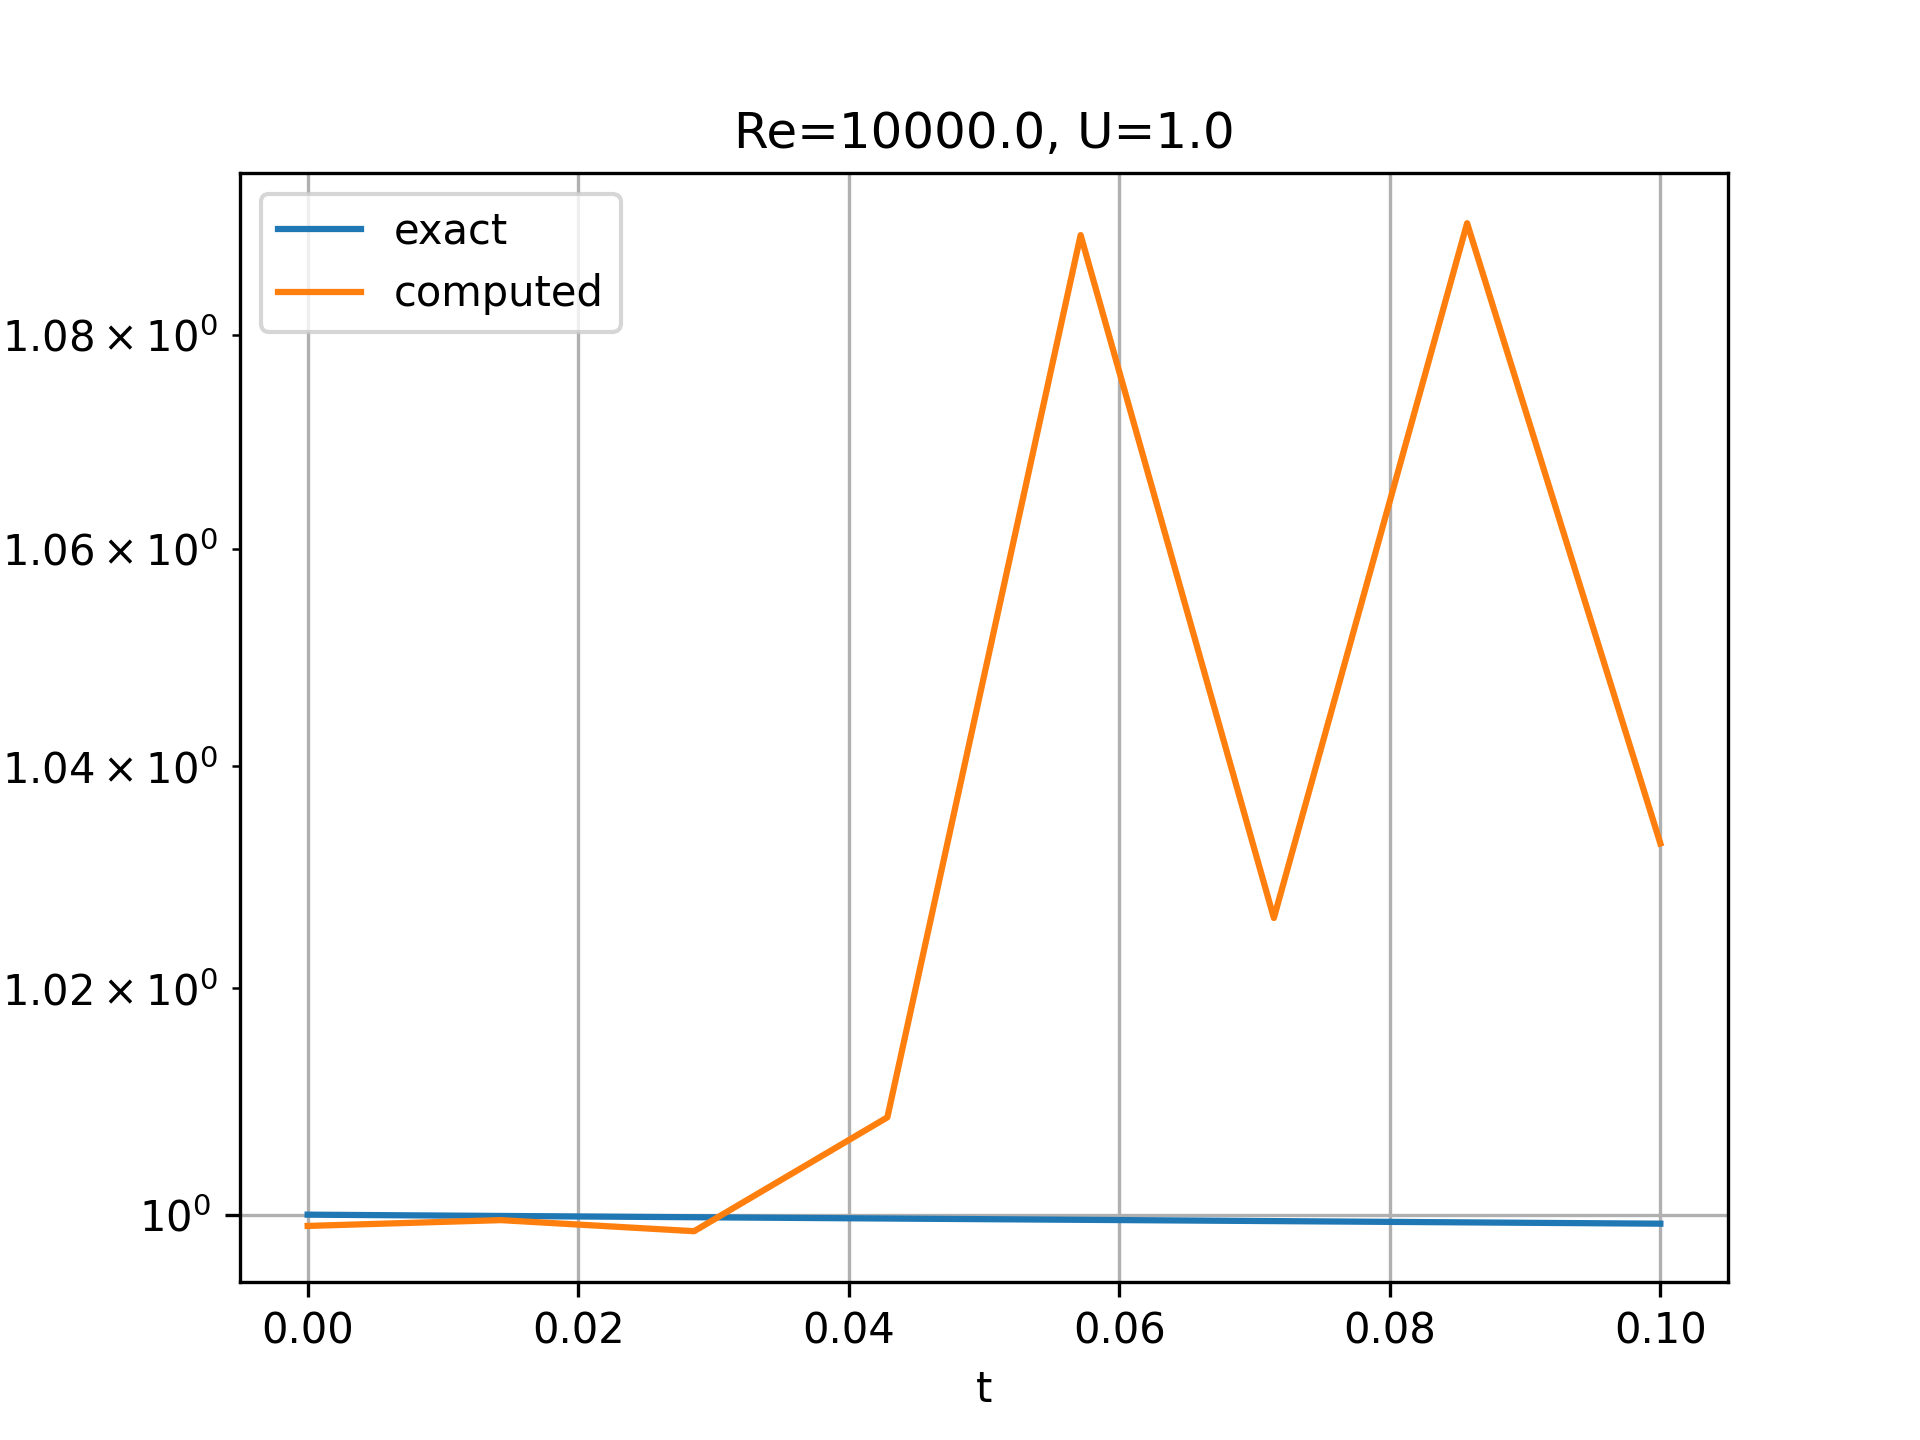 Re=10000.0, U=1.0
exact
computed
1.08 × 10⁰
1.06 × 10⁰
1.04 × 10⁰
1.02 × 10⁰
10⁰
0.00 0.02 0.04 0.06 0.08 0.10
t